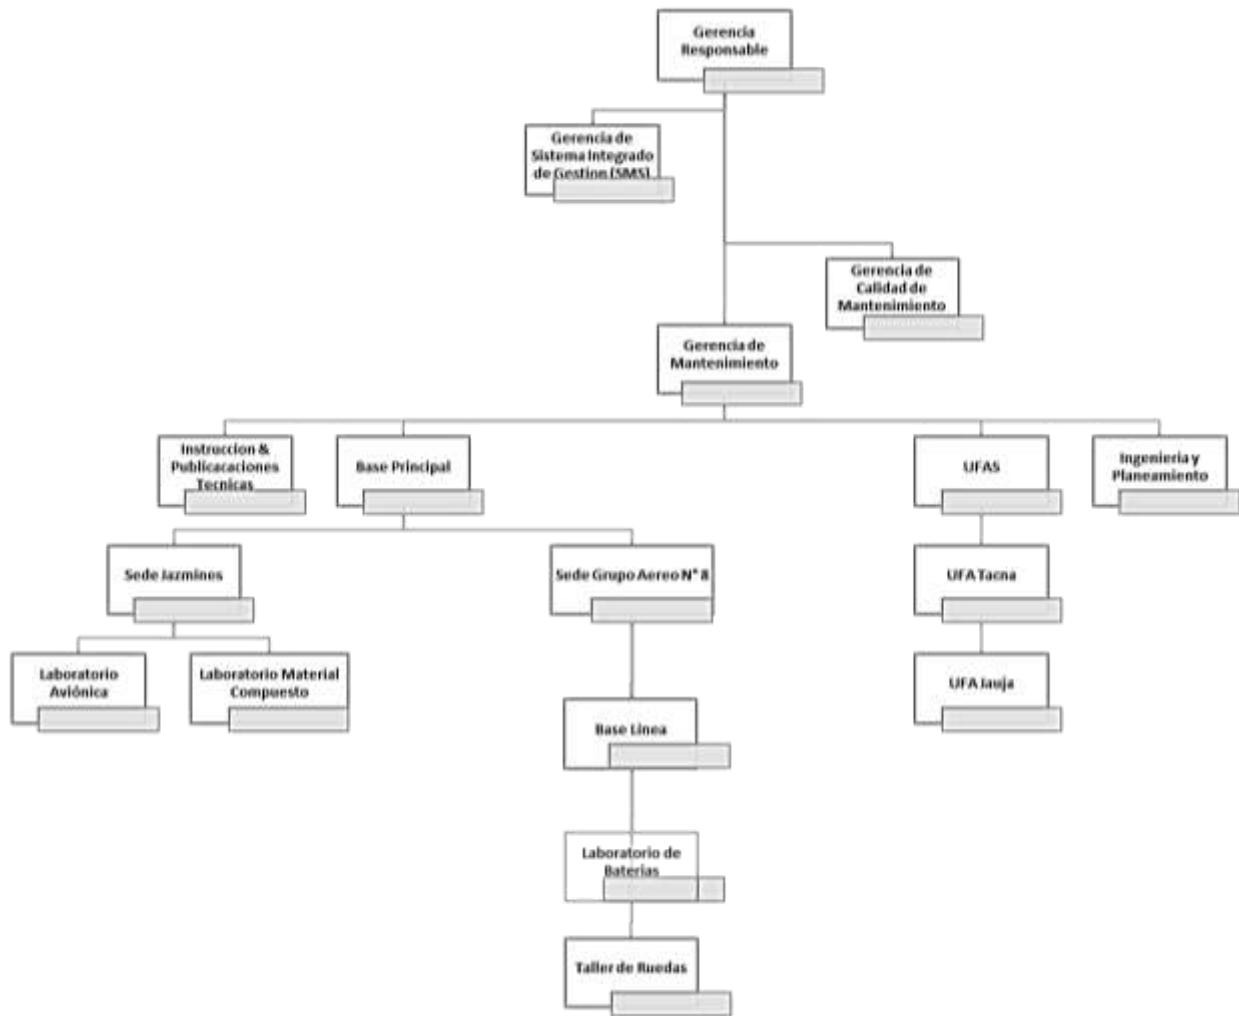 Gerencia
Responsable
Gerencia de
Sistema Integrado
de Gestion (SMS)
Gerencia de
Calidad de
Mantenimiento
Gerencia de
Mantenimiento
Instruccion &
Publicacaciones
Tecnicas
Base Principal
UFAS
Ingenieria y
Planeamiento
Sede Jazmines
Sede Grupo Aereo N° 8
UFA Tacna
Laboratorio
Aviónica
Laboratorio Material
Compuesto
UFA Jauja
Base Linea
Laboratorio de
Baterias
Taller de Ruedas